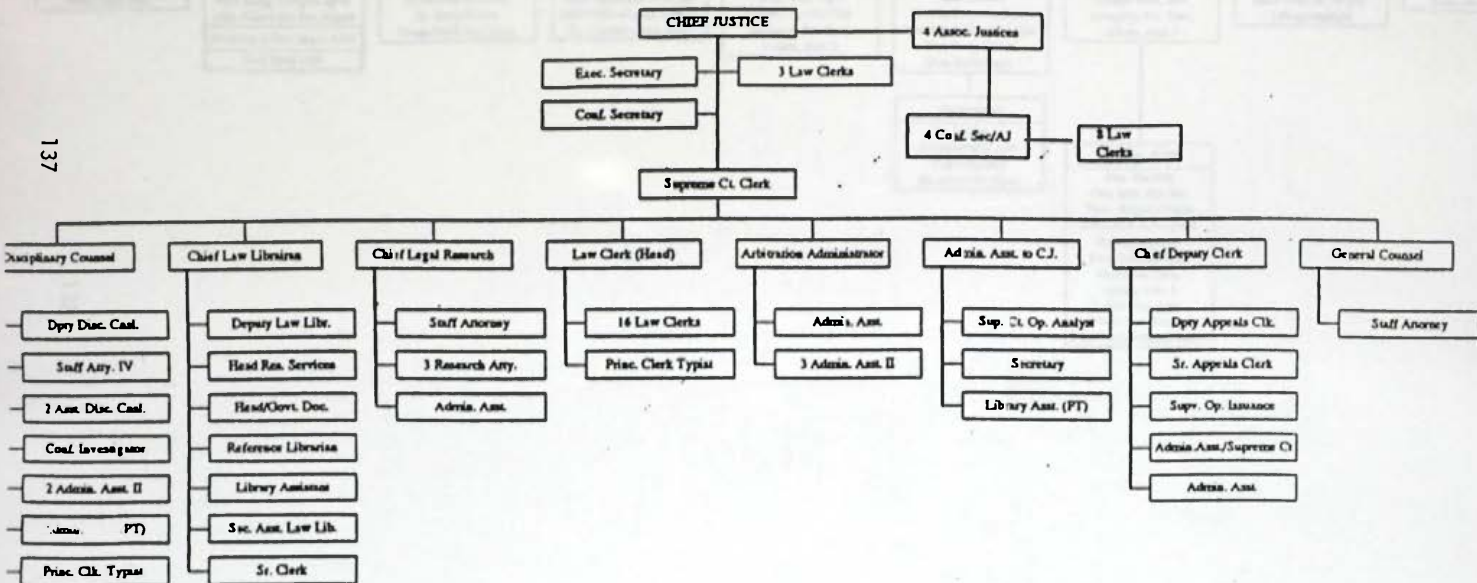 CHIEF JUSTICE
4 Assoc. Justices
Exec. Secretary
3 Law Clerks
Conf. Secretary
4 Conf. Sec/AJ
8 Law
Clerks
137
Supreme Ct. Clerk
Disciplinary Counsel
Chief Law Librarian
Chief Legal Research
Law Clerk (Head)
Arbitration Administrator
Admin. Asst. to C.J.
Chief Deputy Clerk
General Counsel
Dpty Disc. Csnl.
Staff Atty. IV
2 Asst. Disc. Csnl.
Conf. Investigator
2 Admin. Asst. II
PT)
Princ. Clk. Typist
Deputy Law Libr.
Head Res. Services
Head/Govt. Doc.
Reference Librarian
Library Assistant
Sec. Asst. Law Lib.
Sr. Clerk
Staff Attorney
3 Research Atty.
Admin. Asst.
16 Law Clerks
Princ. Clerk Typist
Admin. Asst.
3 Admin. Asst. II
Sup. Ct. Op. Analyst
Secretary
Library Asst. (PT)
Dpty Appeals Clk.
Sr. Appeals Clerk
Supv. Op. Issuance
Admin.Asst./Supreme Ct
Admin. Asst.
Staff Attorney